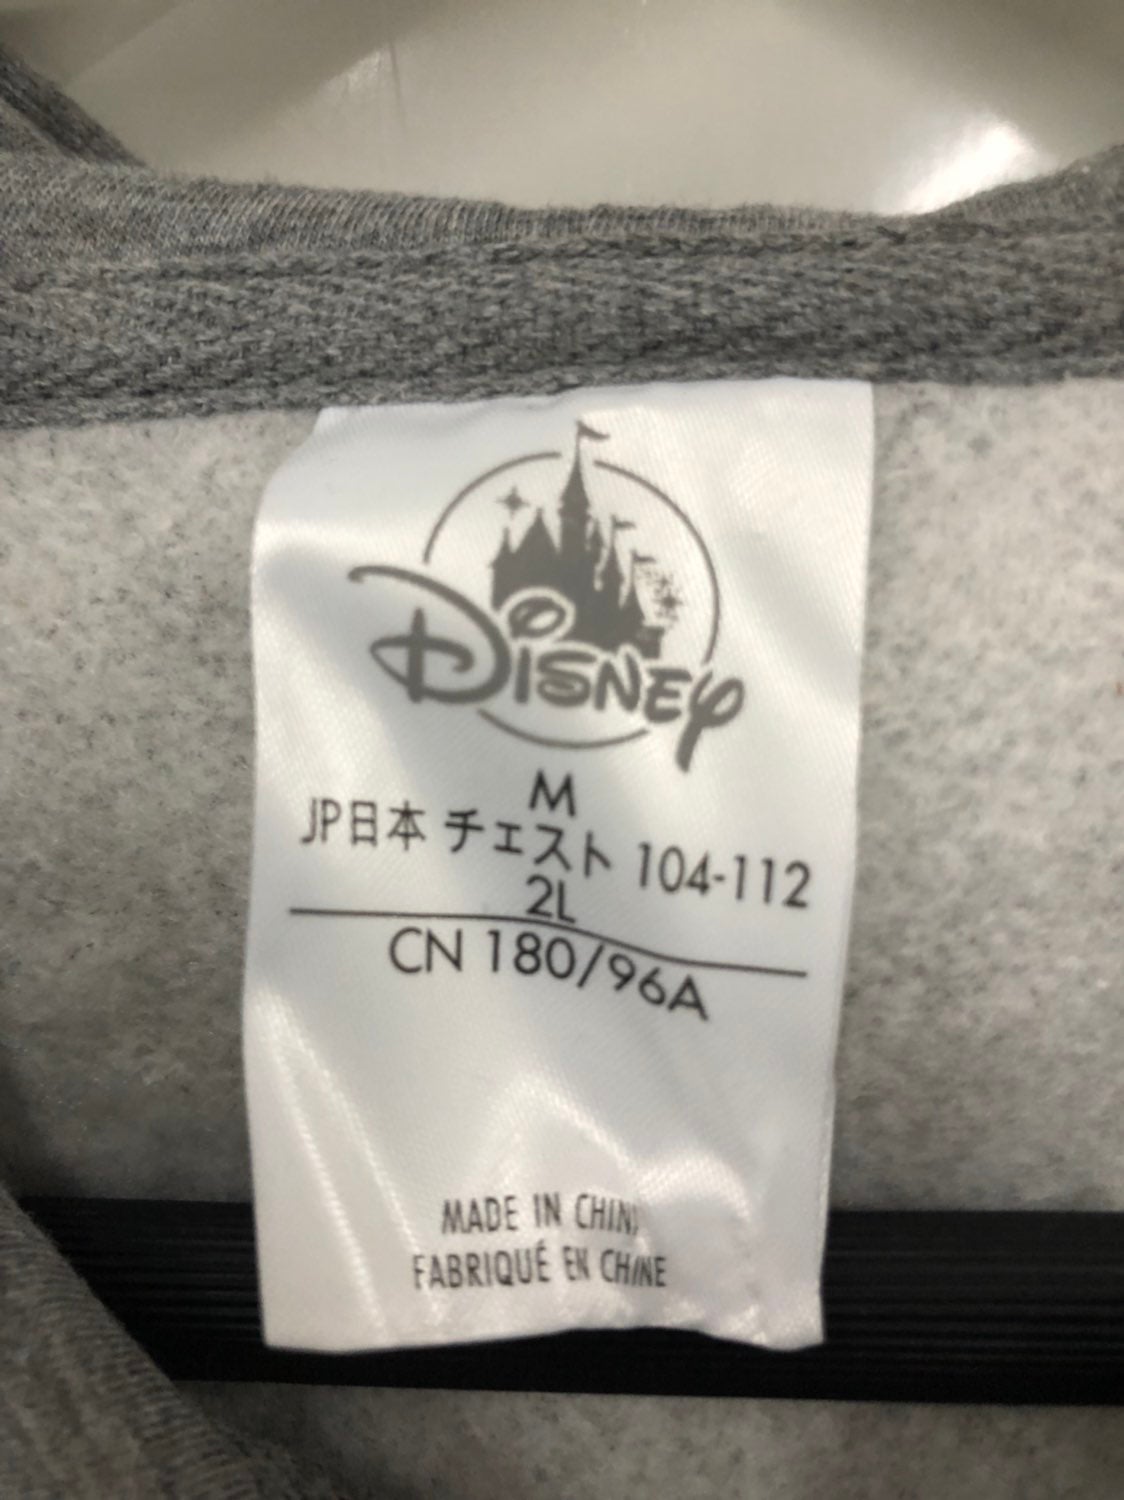 Disney
M
JP日本 チェスト 104-112
2L
CN 180/96A
MADE IN CHINA
FABRIQUÉ EN CHINE